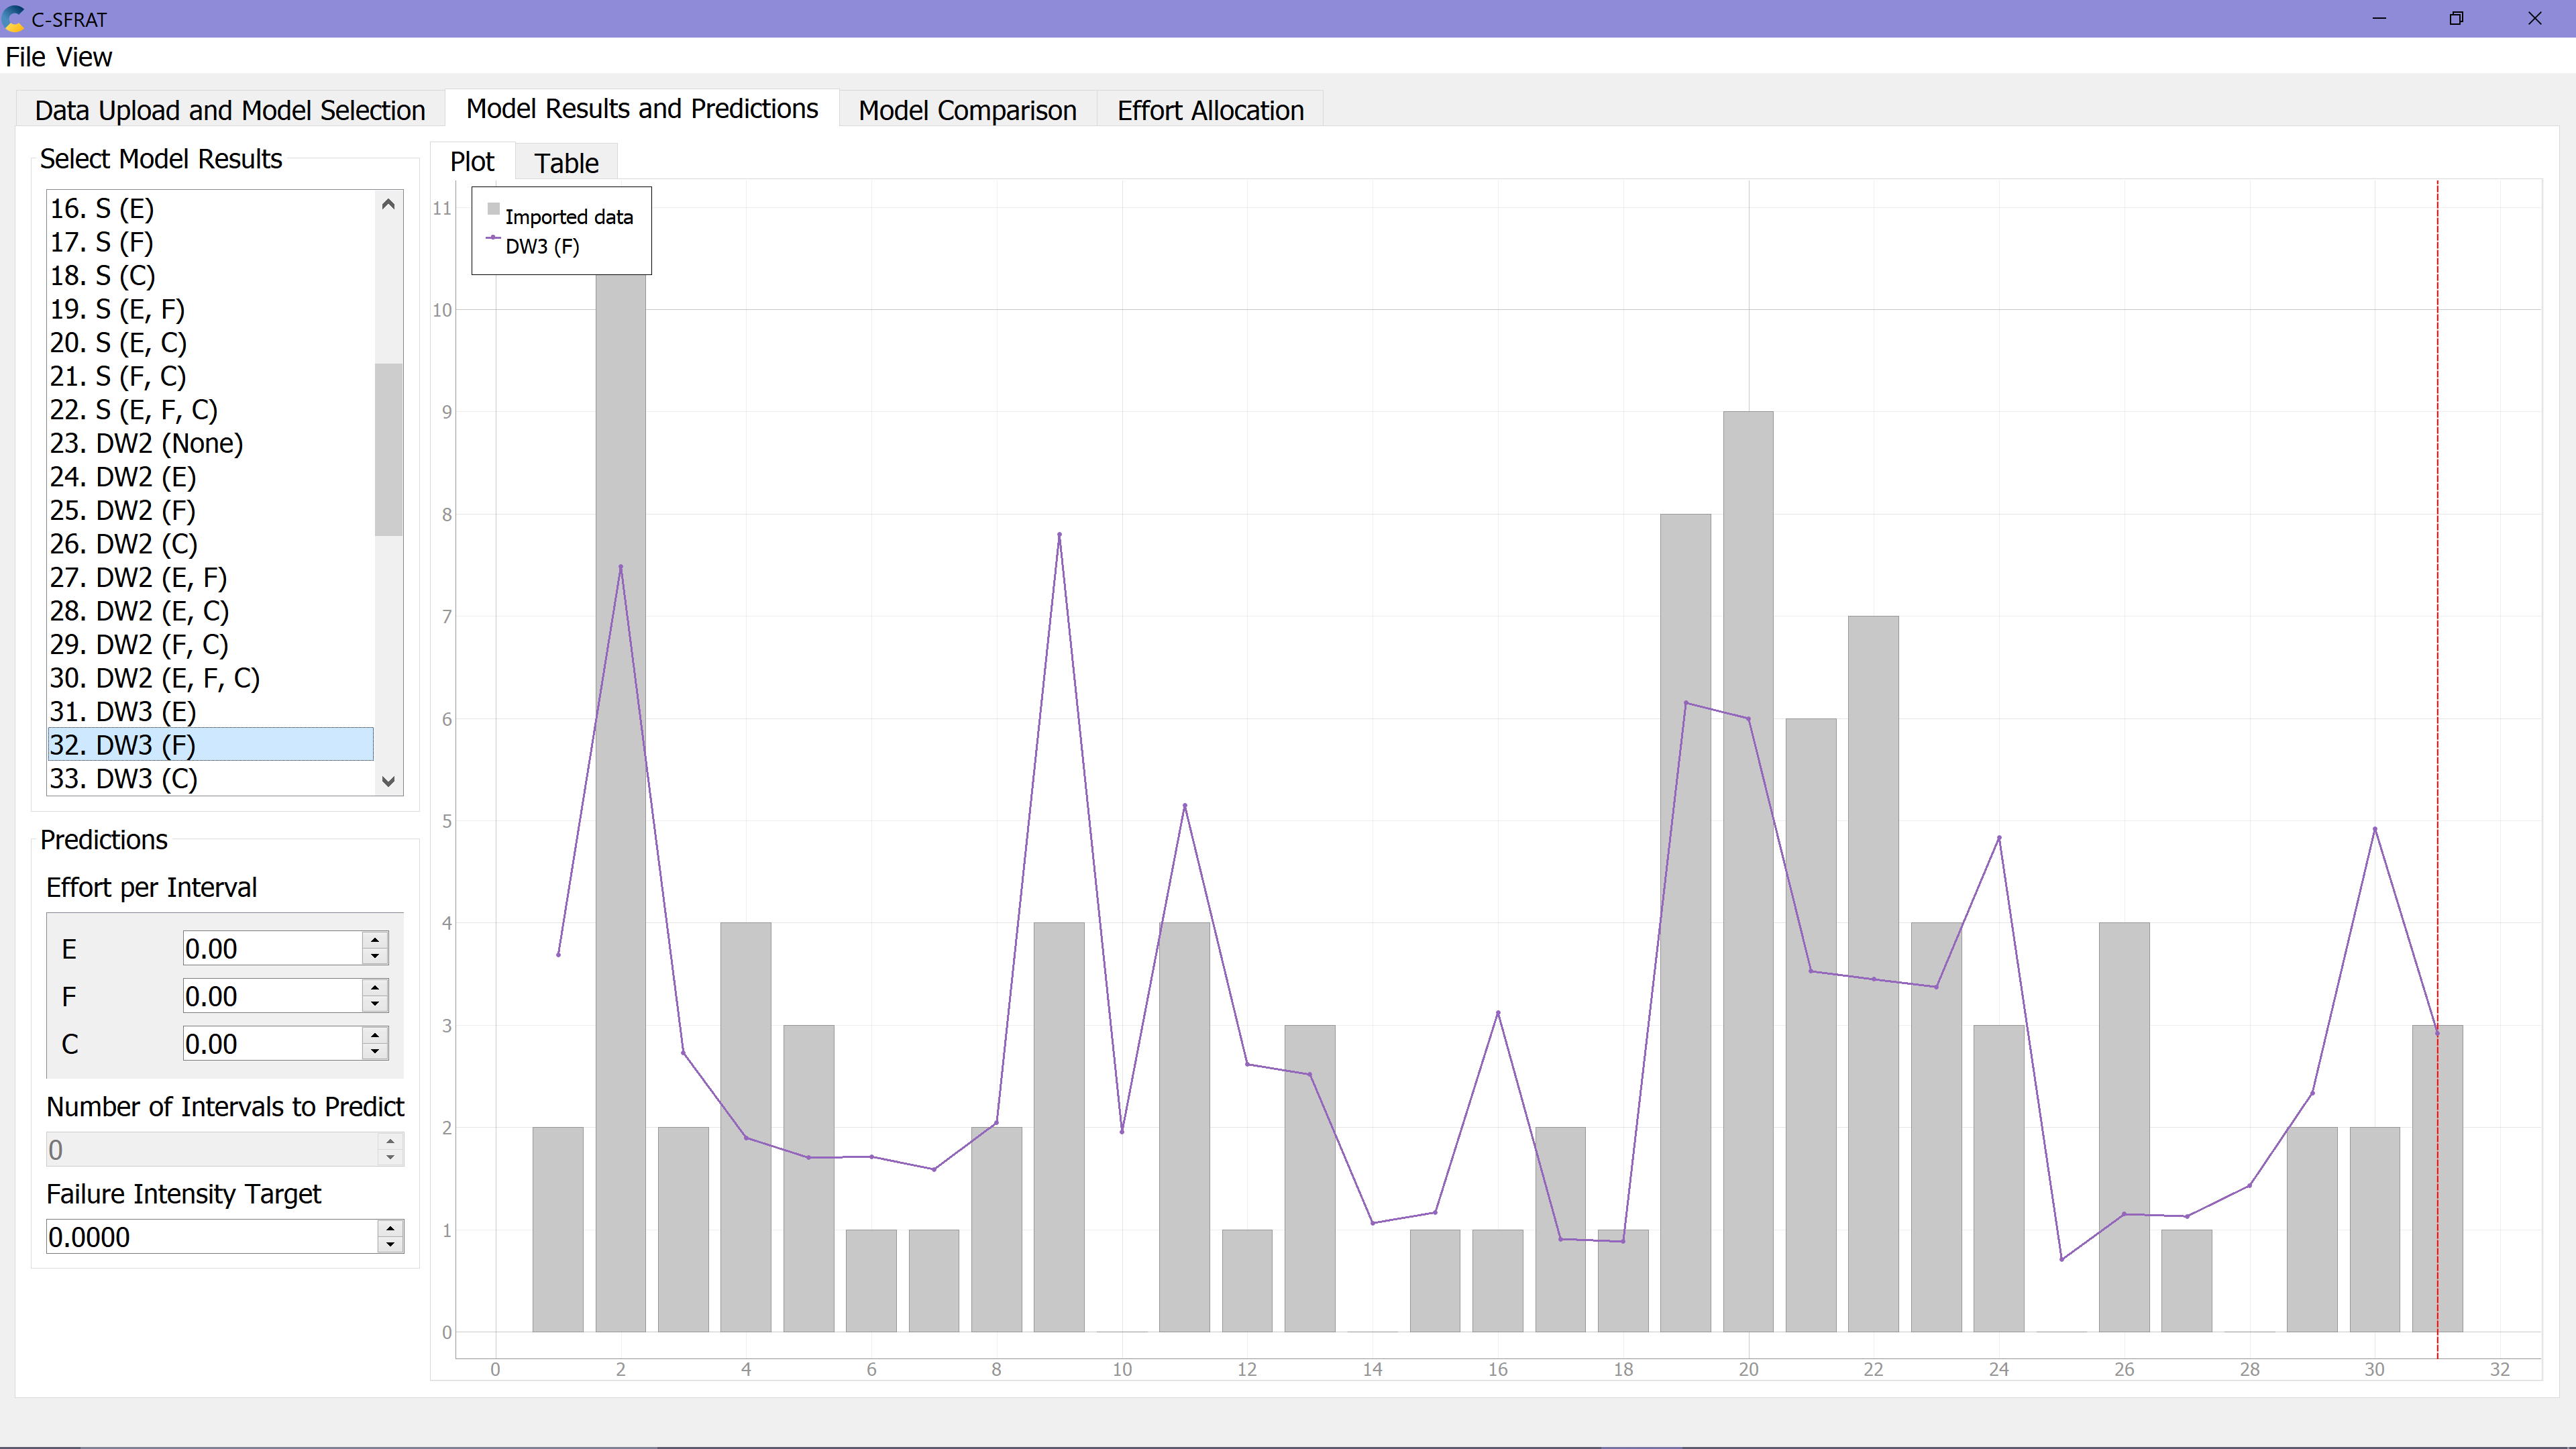 C-SFRAT
File View
Data Upload and Model Selection
Model Results and Predictions
Model Comparison
Effort Allocation
Select Model Results
16. S (E)
17. S (F)
18. S (C)
19. S (E, F)
20. S (E, C)
21. S (F, C)
22. S (E, F, C)
23. DW2 (None)
24. DW2 (E)
25. DW2 (F)
26. DW2 (C)
27. DW2 (E, F)
28. DW2 (E, C)
29. DW2 (F, C)
30. DW2 (E, F, C)
31. DW3 (E)
32. DW3 (F)
33. DW3 (C)
Predictions
Effort per Interval
E 0.00
F 0.00
C 0.00
Number of Intervals to Predict
0
Failure Intensity Target
0.0000
Plot
Table
Imported data
DW3 (F)
11
10
9
8
7
6
5
4
3
2
1
0
0 2 4 6 8 10 12 14 16 18 20 22 24 26 28 30 32